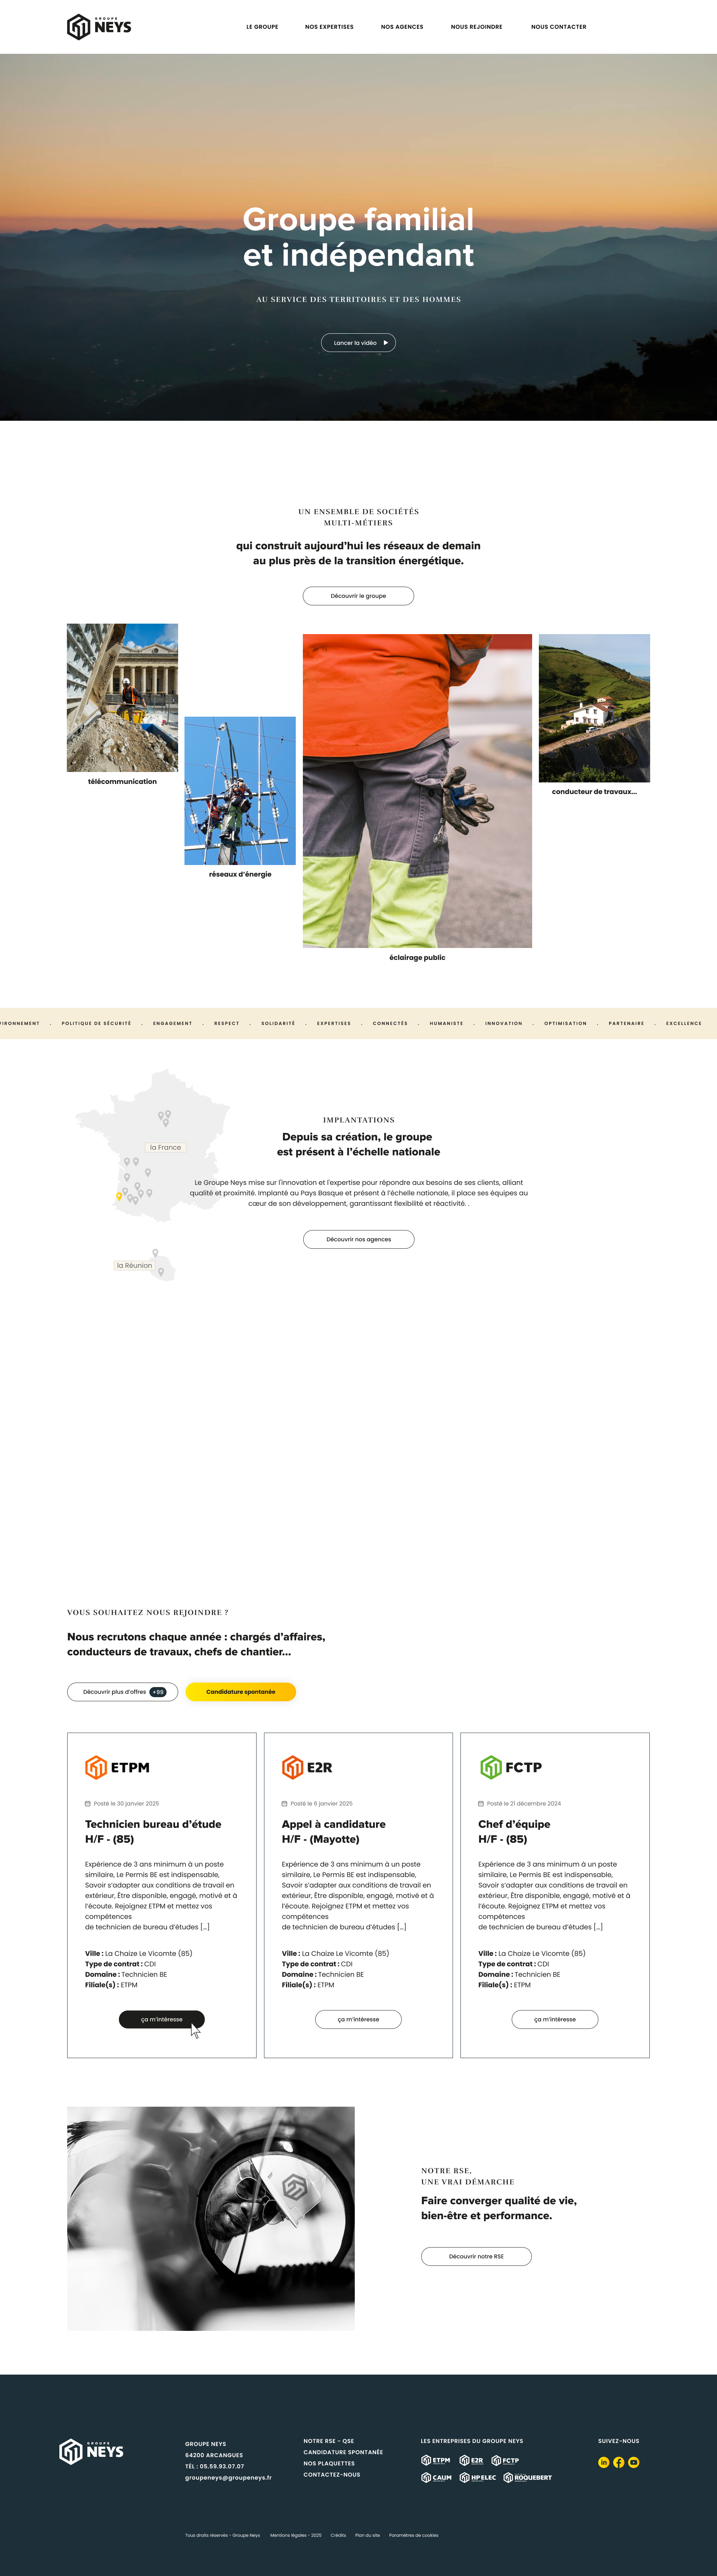 GROUPE
NEYS
LE GROUPE
NOS EXPERTISES
NOS AGENCES
NOUS REJOINDRE
NOUS CONTACTER
Groupe familial
et indépendant
AU SERVICE DES TERRITOIRES ET DES HOMMES
Lancer la vidéo
UN ENSEMBLE DE SOCIÉTÉS
MULTI-MÉTIERS
qui construit aujourd'hui les réseaux de demain
au plus près de la transition énergétique.
Découvrir le groupe
télécommunication
réseaux d'énergie
éclairage public
conducteur de travaux...
IRONNEMENT . POLITIQUE DE SÉCURITÉ . ENGAGEMENT . RESPECT . SOLIDARITÉ . EXPERTISES . CONNECTÉS . HUMANISTE . INNOVATION . OPTIMISATION . PARTENAIRE . EXCELLENCE
la France
la Réunion
IMPLANTATIONS
Depuis sa création, le groupe
est présent à l'échelle nationale
Le Groupe Neys mise sur l'innovation et l'expertise pour répondre aux besoins de ses clients, alliant
qualité et proximité. Implanté au Pays Basque et présent à l'échelle nationale, il place ses équipes au
cœur de son développement, garantissant flexibilité et réactivité. .
Découvrir nos agences
VOUS SOUHAITEZ NOUS REJOINDRE ?
Nous recrutons chaque année : chargés d'affaires,
conducteurs de travaux, chefs de chantier...
Découvrir plus d'offres +99
Candidature spontanée
ETPM
Posté le 30 janvier 2025
Technicien bureau d'étude
H/F - (85)
Expérience de 3 ans minimum à un poste
similaire, Le Permis BE est indispensable,
Savoir s'adapter aux conditions de travail en
extérieur, Être disponible, engagé, motivé et à
l'écoute. Rejoignez ETPM et mettez vos
compétences
de technicien de bureau d'études [...]
Ville : La Chaize Le Vicomte (85)
Type de contrat : CDI
Domaine : Technicien BE
Filiale(s) : ETPM
ça m'intéresse
E2R
Posté le 6 janvier 2025
Appel à candidature
H/F - (Mayotte)
Expérience de 3 ans minimum à un poste
similaire, Le Permis BE est indispensable,
Savoir s'adapter aux conditions de travail en
extérieur, Être disponible, engagé, motivé et à
l'écoute. Rejoignez ETPM et mettez vos
compétences
de technicien de bureau d'études [...]
Ville : La Chaize Le Vicomte (85)
Type de contrat : CDI
Domaine : Technicien BE
Filiale(s) : ETPM
ça m'intéresse
FCTP
Posté le 21 décembre 2024
Chef d'équipe
H/F - (85)
Expérience de 3 ans minimum à un poste
similaire, Le Permis BE est indispensable,
Savoir s'adapter aux conditions de travail en
extérieur, Être disponible, engagé, motivé et à
l'écoute. Rejoignez ETPM et mettez vos
compétences
de technicien de bureau d'études [...]
Ville : La Chaize Le Vicomte (85)
Type de contrat : CDI
Domaine : Technicien BE
Filiale(s) : ETPM
ça m'intéresse
NOTRE RSE,
UNE VRAI DÉMARCHE
Faire converger qualité de vie,
bien-être et performance.
Découvrir notre RSE
GROUPE
NEYS
GROUPE NEYS
64200 ARCANGUES
TÉL : 05.59.93.07.07
groupeneys@groupeneys.fr
NOTRE RSE - QSE
CANDIDATURE SPONTANÉE
NOS PLAQUETTES
CONTACTEZ-NOUS
LES ENTREPRISES DU GROUPE NEYS
ETPM
E2R
FCTP
CAUM
HP ELEC
ROQUEBERT
SUIVEZ-NOUS
Tous droits réservés - Groupe Neys
Mentions légales - 2025
Crédits
Plan du site
Paramètres de cookies